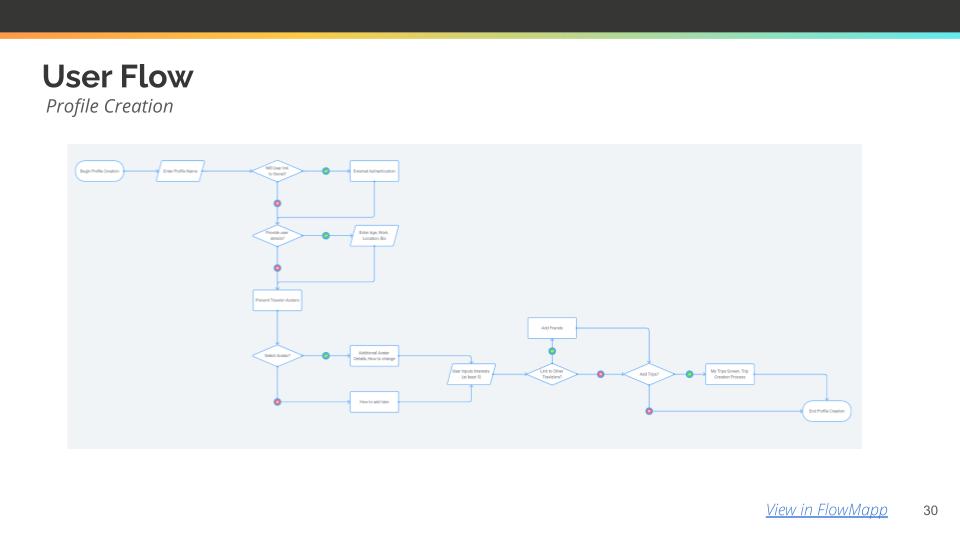 User Flow
Profile Creation
Begin Profile Creation
Enter Profile Name
Will User link
to Social?
External Authentication
Provide user
details?
Enter Age, Work,
Location, Bio
Present Traveler Avatars
Select Avatar?
Additional Avatar
Details, How to change
How to add later
User Inputs Interests
(at least 5)
Link to Other
Travelers?
Add Friends
Add Trips?
My Trips Screen, Trip
Creation Process
End Profile Creation
View in FlowMapp
30